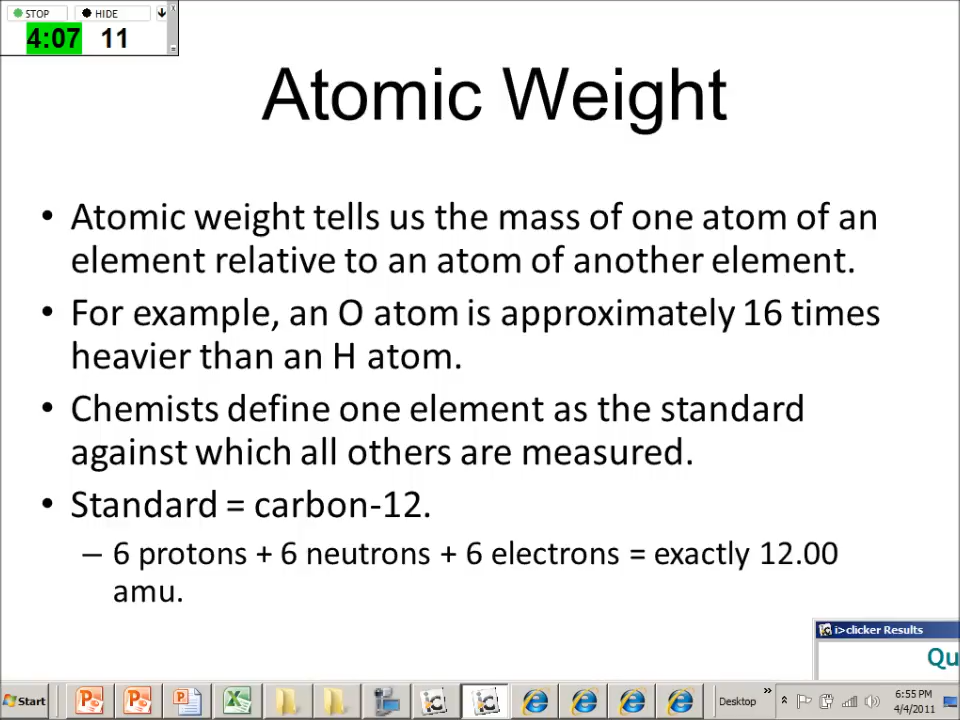 STOP HIDE
4:07 11
Atomic Weight
• Atomic weight tells us the mass of one atom of an
element relative to an atom of another element.
• For example, an O atom is approximately 16 times
heavier than an H atom.
• Chemists define one element as the standard
against which all others are measured.
• Standard = carbon-12.
– 6 protons + 6 neutrons + 6 electrons = exactly 12.00
amu.
i>clicker Results
Qu
Start Desktop » 6:55 PM
4/4/2011